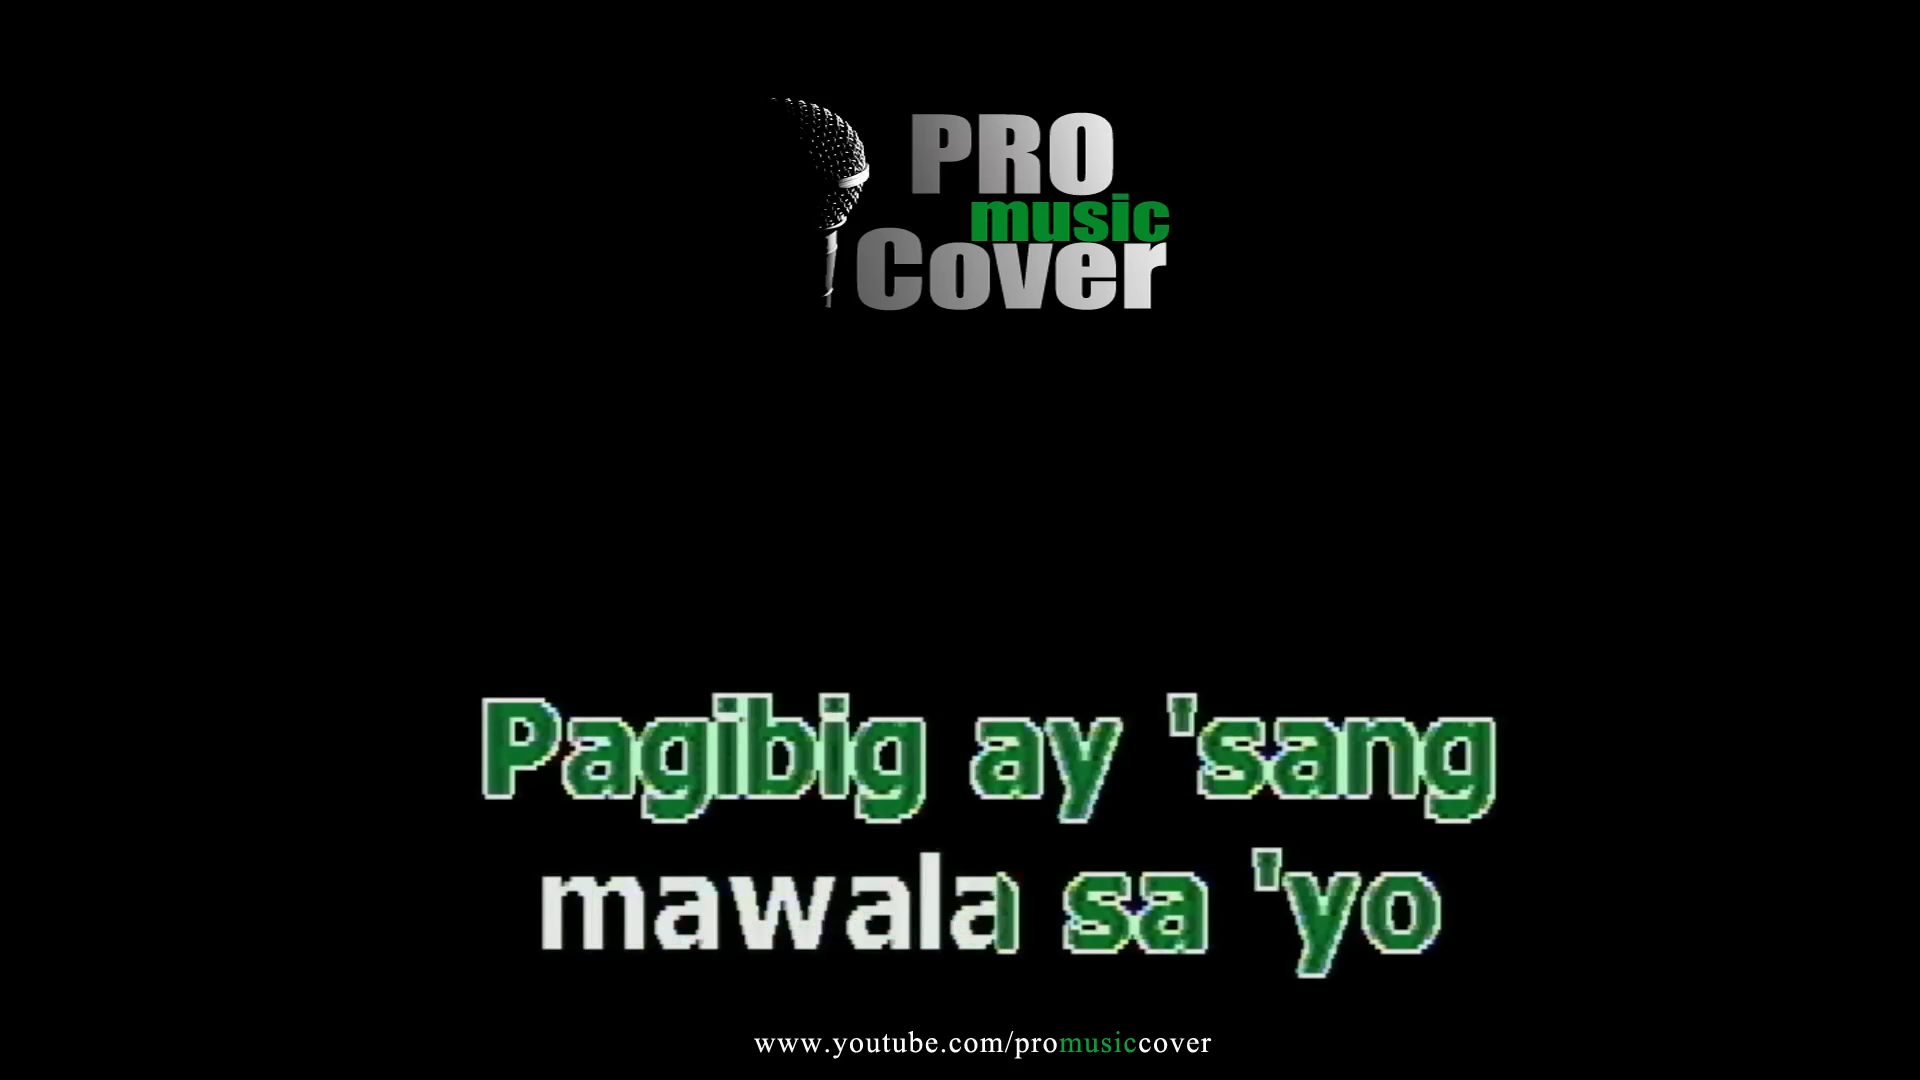 PRO
music
Cover
Pagibig ay 'sang
mawala sa 'yo
www.youtube.com/promusiccover